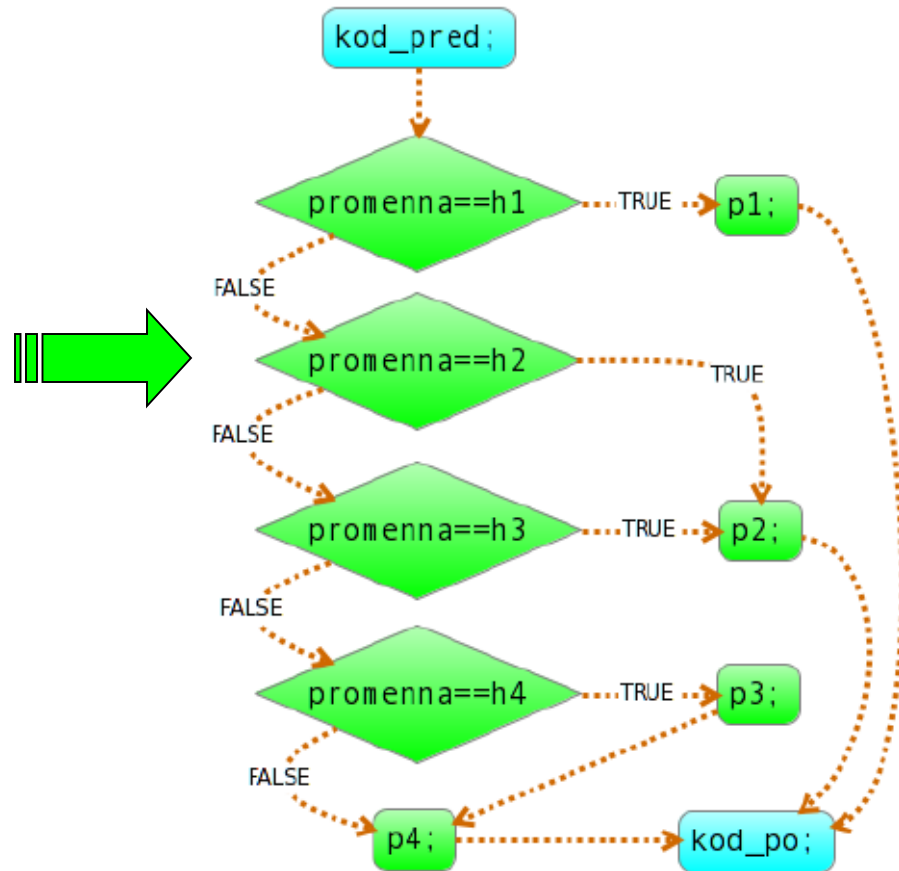 kod_pred;
promenna==h1
TRUE
p1;
FALSE
promenna==h2
TRUE
FALSE
promenna==h3
TRUE
p2;
FALSE
promenna==h4
TRUE
p3;
FALSE
p4;
kod_po;